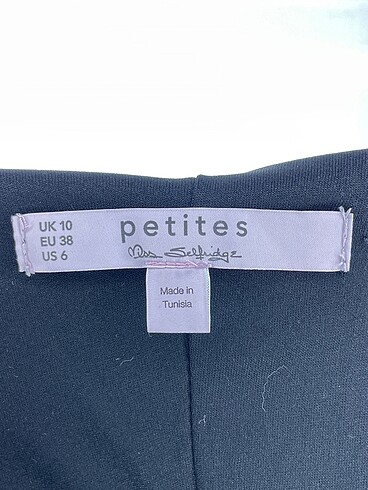 UK 10
EU 38
US 6
petites
Miss Selfridge
Made in
Tunisia